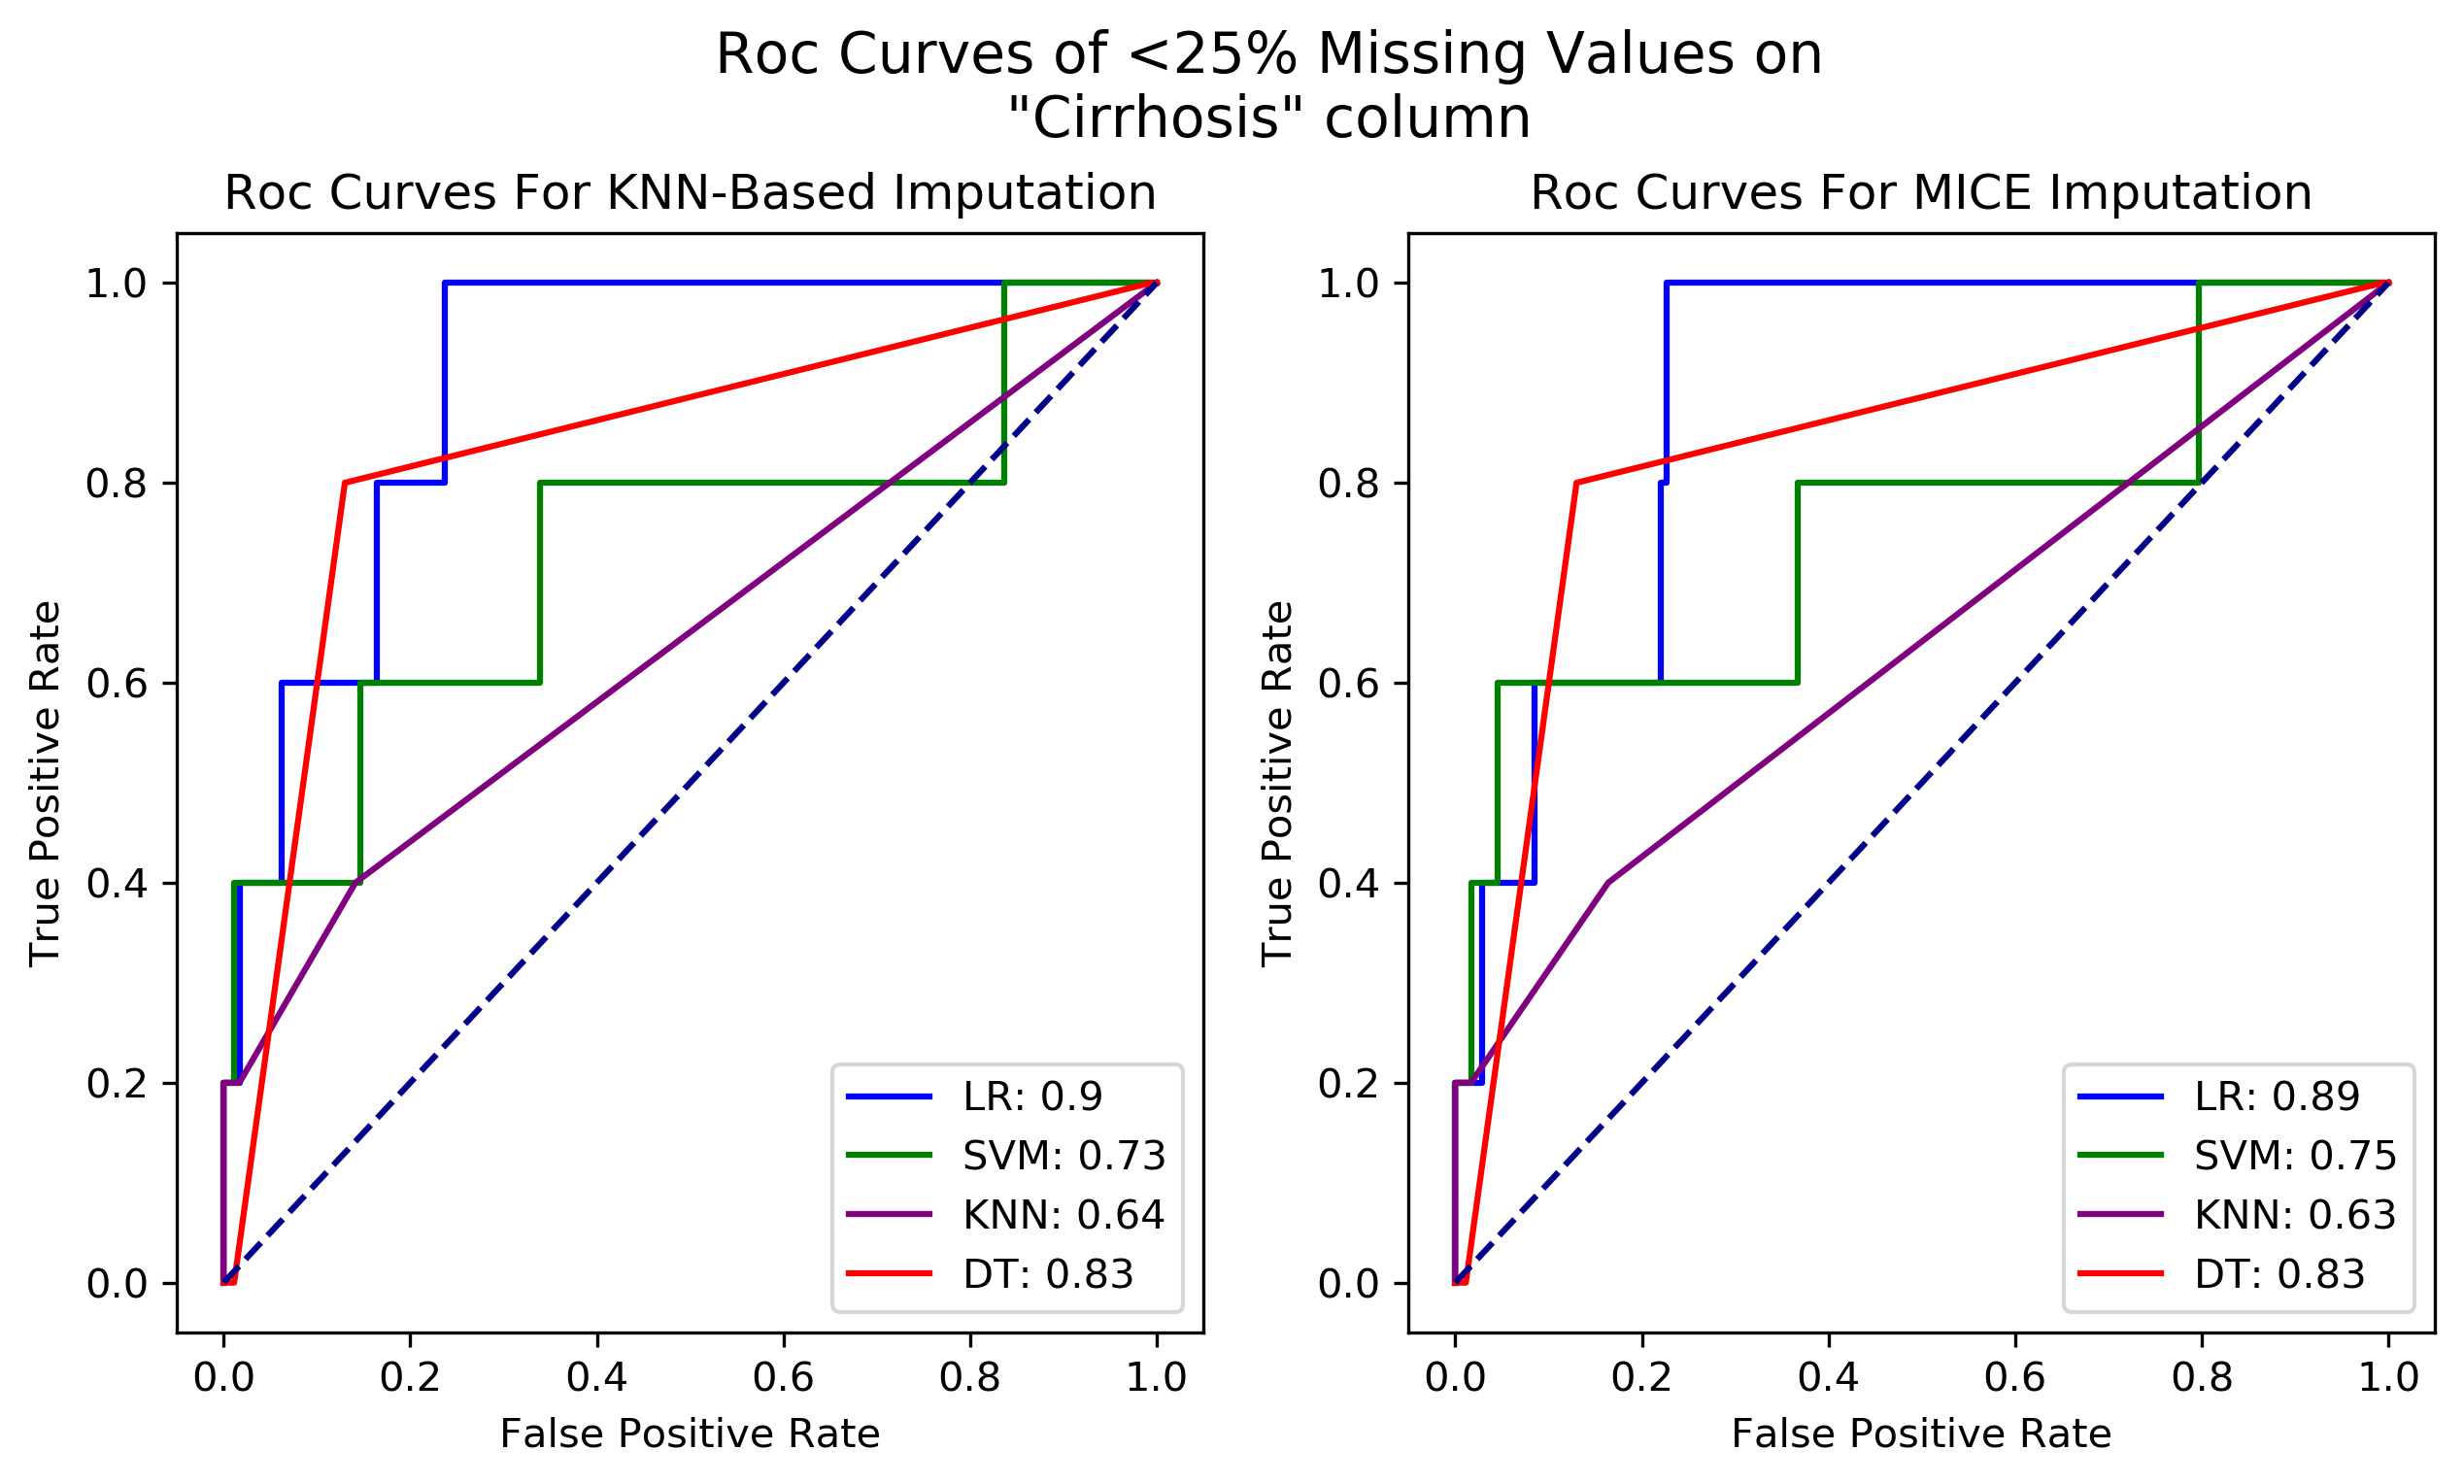 Roc Curves of <25% Missing Values on
"Cirrhosis" column
Roc Curves For KNN-Based Imputation
True Positive Rate
1.0
0.8
0.6
0.4
0.2
0.0
0.0 0.2 0.4 0.6 0.8 1.0
False Positive Rate
LR: 0.9
SVM: 0.73
KNN: 0.64
DT: 0.83
Roc Curves For MICE Imputation
True Positive Rate
1.0
0.8
0.6
0.4
0.2
0.0
0.0 0.2 0.4 0.6 0.8 1.0
False Positive Rate
LR: 0.89
SVM: 0.75
KNN: 0.63
DT: 0.83